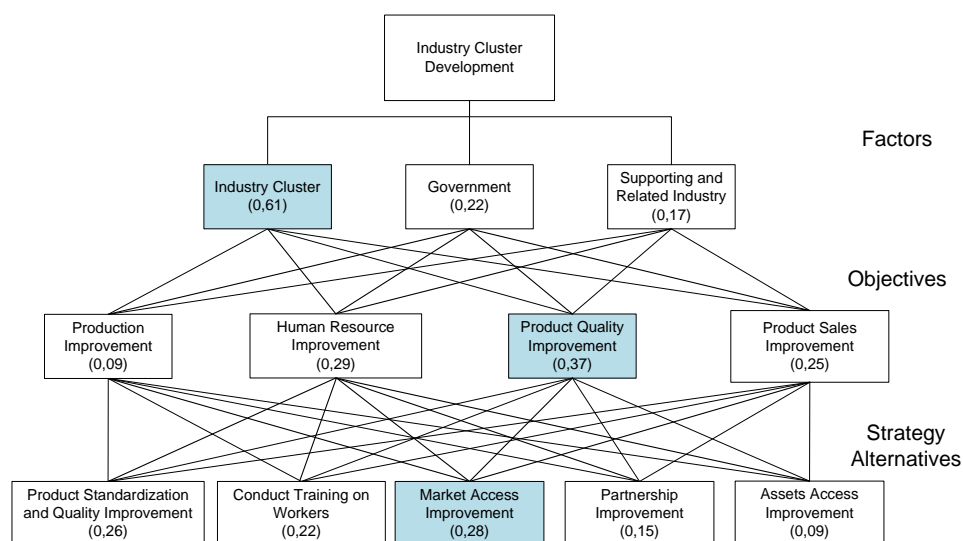 Industry Cluster
Development
Factors
Industry Cluster
(0,61)
Government
(0,22)
Supporting and
Related Industry
(0,17)
Objectives
Production
Improvement
(0,09)
Human Resource
Improvement
(0,29)
Product Quality
Improvement
(0,37)
Product Sales
Improvement
(0,25)
Strategy
Alternatives
Product Standardization
and Quality Improvement
(0,26)
Conduct Training on
Workers
(0,22)
Market Access
Improvement
(0,28)
Partnership
Improvement
(0,15)
Assets Access
Improvement
(0,09)